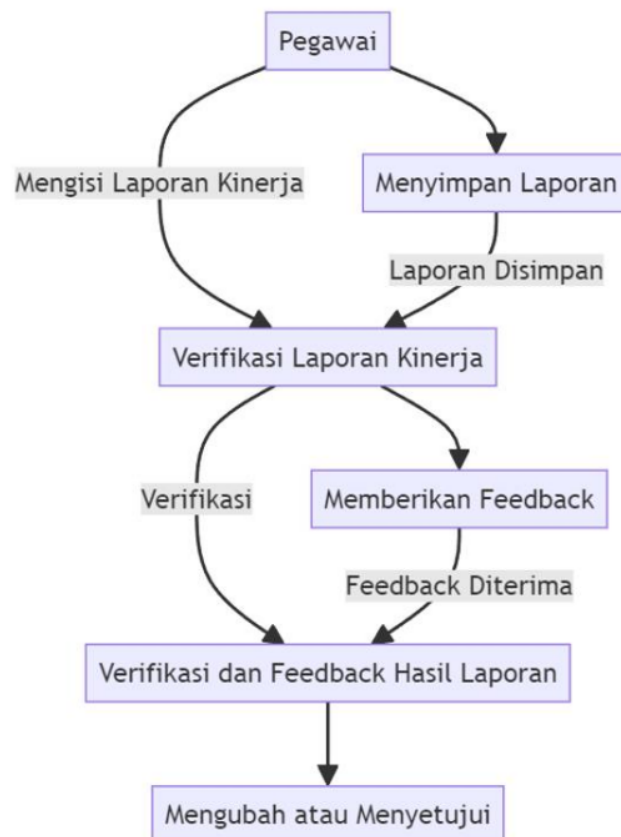 Pegawai
Mengisi Laporan Kinerja
Menyimpan Laporan
Laporan Disimpan
Verifikasi Laporan Kinerja
Verifikasi
Memberikan Feedback
Feedback Diterima
Verifikasi dan Feedback Hasil Laporan
Mengubah atau Menyetujui